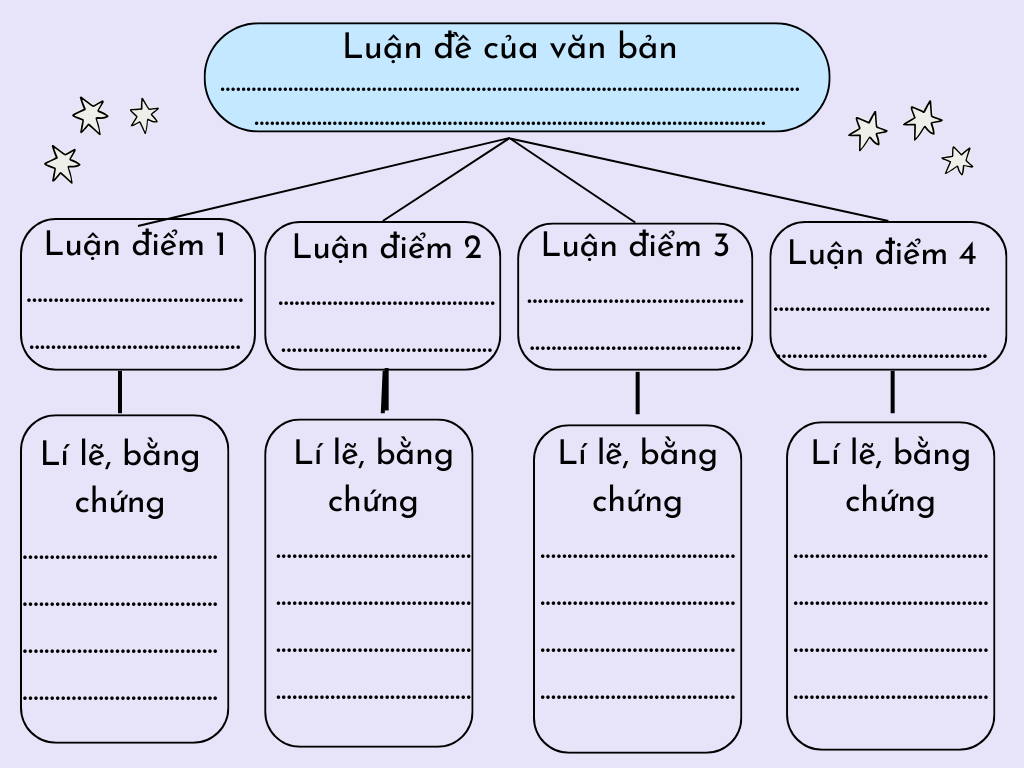 Luận đề của văn bản
Luận điểm 1
Luận điểm 2
Luận điểm 3
Luận điểm 4
Lí lẽ, bằng
chứng
Lí lẽ, bằng
chứng
Lí lẽ, bằng
chứng
Lí lẽ, bằng
chứng